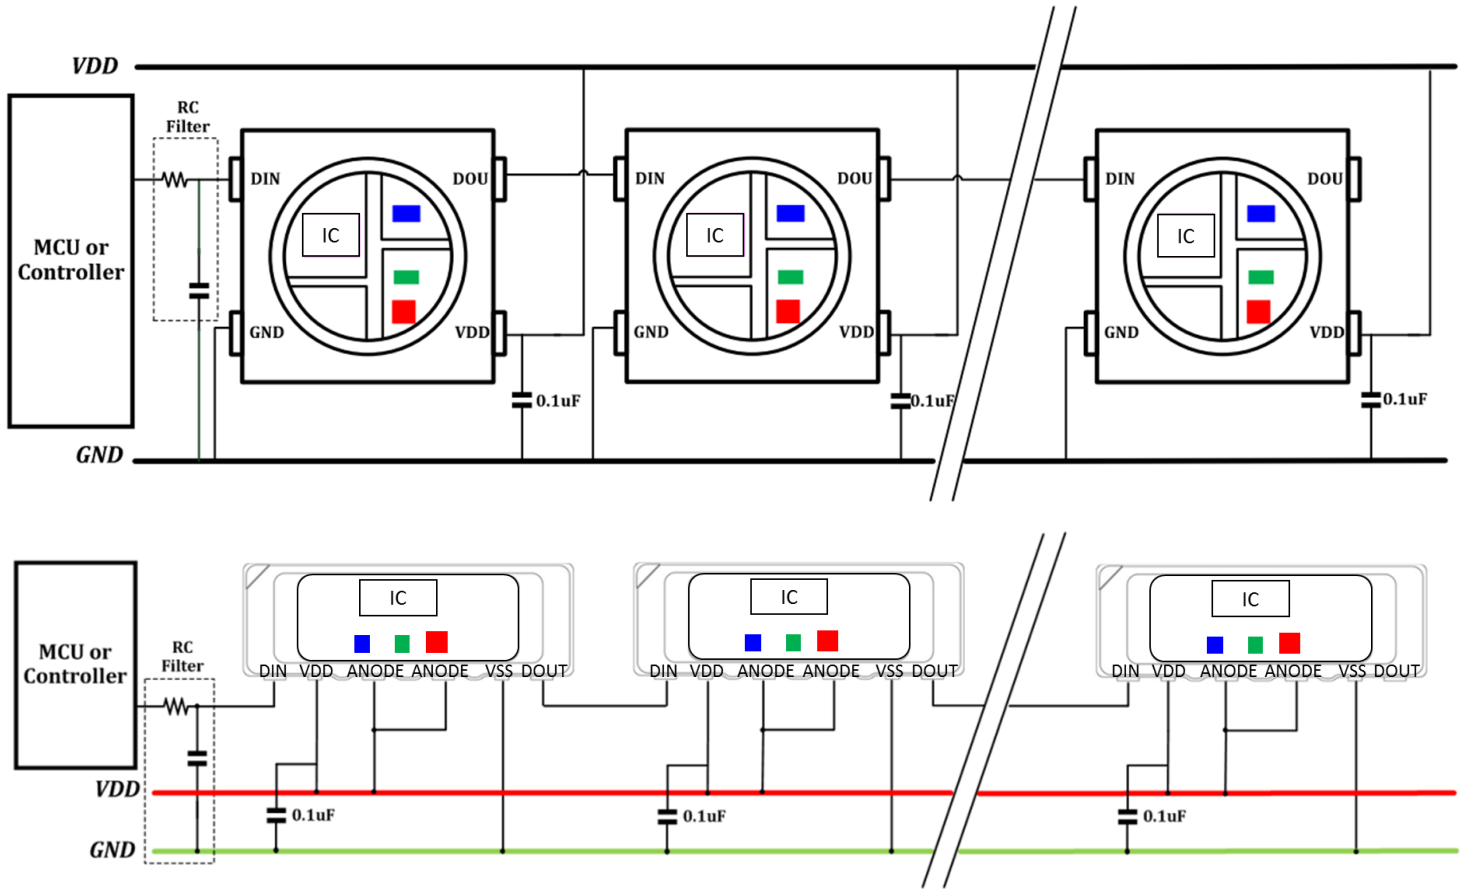 VDD
RC
Filter
MCU or
Controller
DIN
DOU
IC
GND
VDD
0.1uF
DIN
DOU
IC
GND
VDD
0.1uF
DIN
DOU
IC
GND
VDD
0.1uF
GND
MCU or
Controller
RC
Filter
IC
DIN VDD ANODE ANODE VSS DOUT
IC
DIN VDD ANODE ANODE VSS DOUT
IC
DIN VDD ANODE ANODE VSS DOUT
VDD
0.1uF
0.1uF
0.1uF
GND